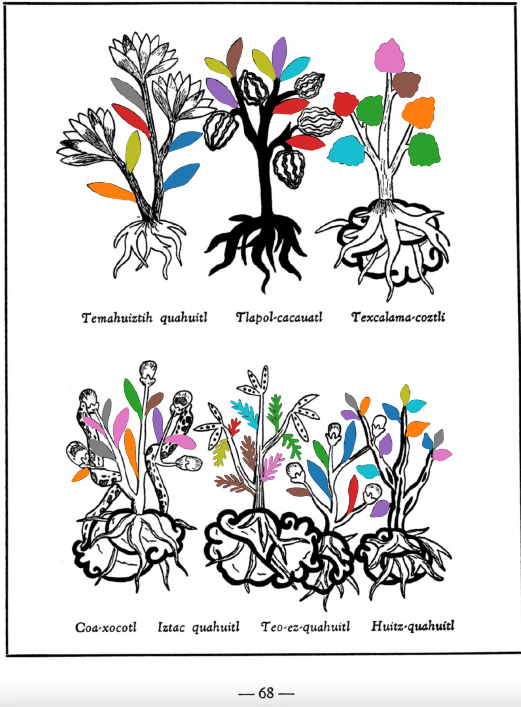 Temahuiztih quahuitl Tlapol-cacauatl Texcalama-coztli
Coa-xocotl Iztac quahuitl Teo-ez-quahuitl Huitz-quahuitl
— 68 —